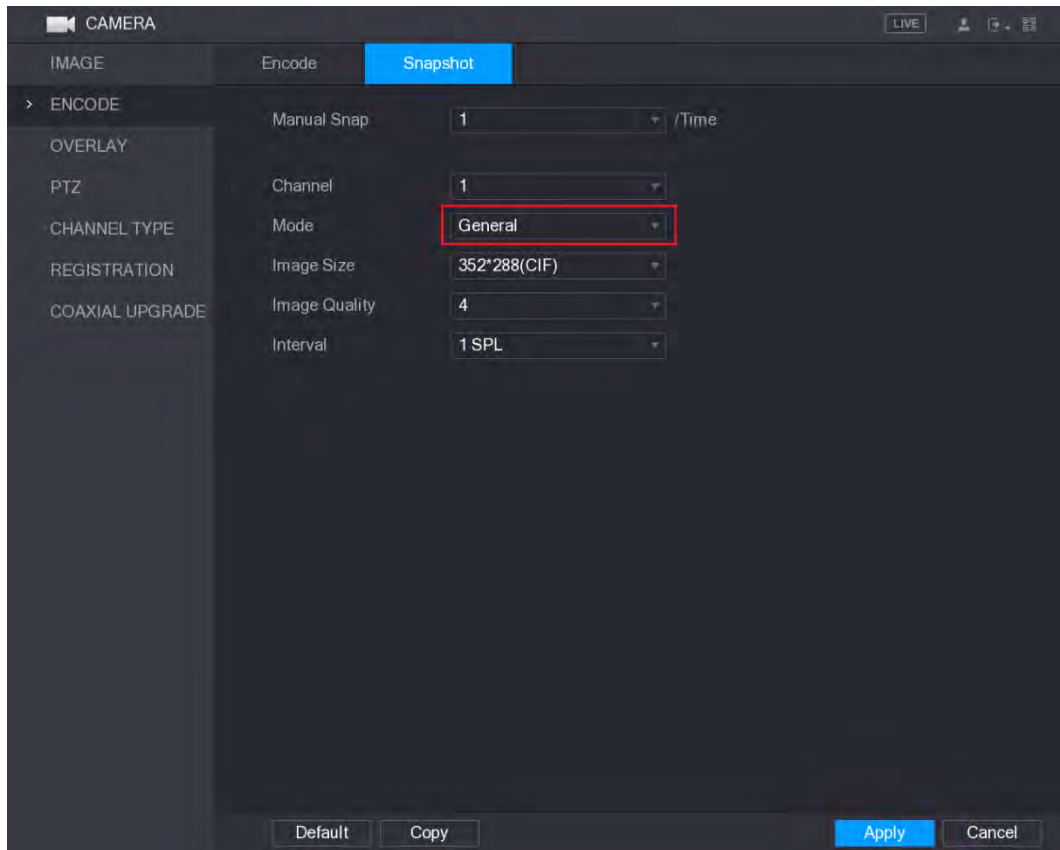 CAMERA LIVE
IMAGE Encode Snapshot
> ENCODE
Manual Snap 1 /Time
OVERLAY
PTZ Channel 1
CHANNEL TYPE Mode General
REGISTRATION Image Size 352*288(CIF)
COAXIAL UPGRADE Image Quality 4
Interval 1 SPL
Default Copy Apply Cancel